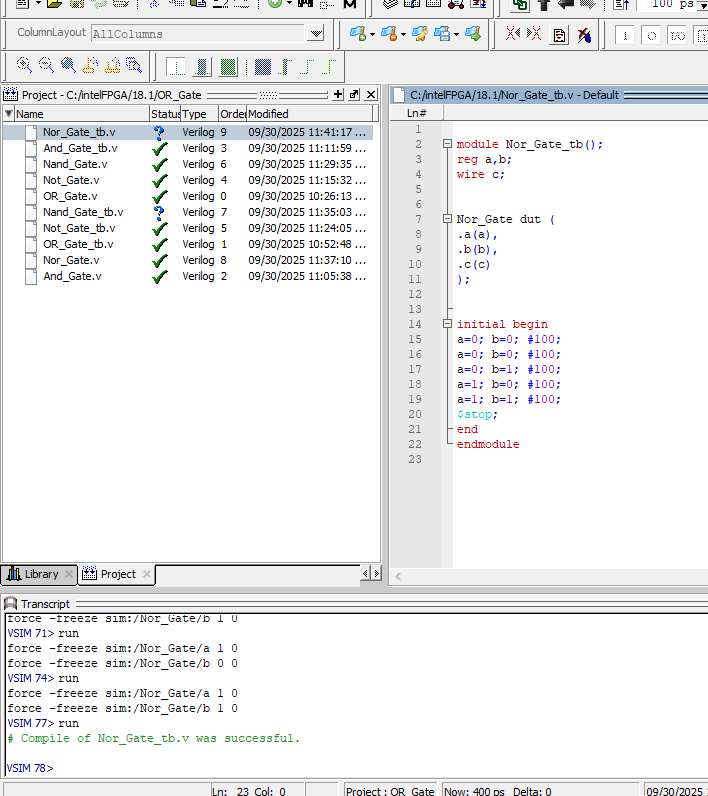 100 ps
ColumnLayout AllColumns
Project - C:/intelFPGA/18.1/OR_Gate
Name Status Type Order Modified
Nor_Gate_tb.v ? Verilog 9 09/30/2025 11:41:17 ...
And_Gate_tb.v Verilog 3 09/30/2025 11:11:59 ...
Nand_Gate.v Verilog 6 09/30/2025 11:29:35 ...
Not_Gate.v Verilog 4 09/30/2025 11:15:32 ...
OR_Gate.v Verilog 0 09/30/2025 10:26:13 ...
Nand_Gate_tb.v ? Verilog 7 09/30/2025 11:35:03 ...
Not_Gate_tb.v Verilog 5 09/30/2025 11:24:05 ...
OR_Gate_tb.v Verilog 1 09/30/2025 10:52:48 ...
Nor_Gate.v Verilog 8 09/30/2025 11:37:10 ...
And_Gate.v Verilog 2 09/30/2025 11:05:38 ...
Library
Project
C:/intelFPGA/18.1/Nor_Gate_tb.v - Default
Ln#
1
2 module Nor_Gate_tb();
3 reg a,b;
4 wire c;
5
6
7 Nor_Gate dut (
8 .a(a),
9 .b(b),
10 .c(c)
11 );
12
13
14 initial begin
15 a=0; b=0; #100;
16 a=0; b=0; #100;
17 a=0; b=1; #100;
18 a=1; b=0; #100;
19 a=1; b=1; #100;
20 $stop;
21 end
22 endmodule
23
Transcript
force -freeze sim:/Nor_Gate/b 1 0
VSIM 71> run
force -freeze sim:/Nor_Gate/a 1 0
force -freeze sim:/Nor_Gate/b 0 0
VSIM 74> run
force -freeze sim:/Nor_Gate/a 1 0
force -freeze sim:/Nor_Gate/b 1 0
VSIM 77> run
# Compile of Nor_Gate_tb.v was successful.
VSIM 78>
Ln: 23 Col: 0 Project : OR_Gate Now: 400 ps Delta: 0 09/30/2025